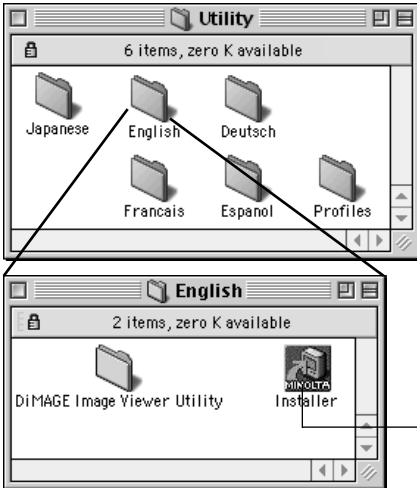 Utility
6 items, zero K available
Japanese English Deutsch
Francais Espanol Profiles
English
2 items, zero K available
MINOLTA
DiMAGE Image Viewer Utility Installer